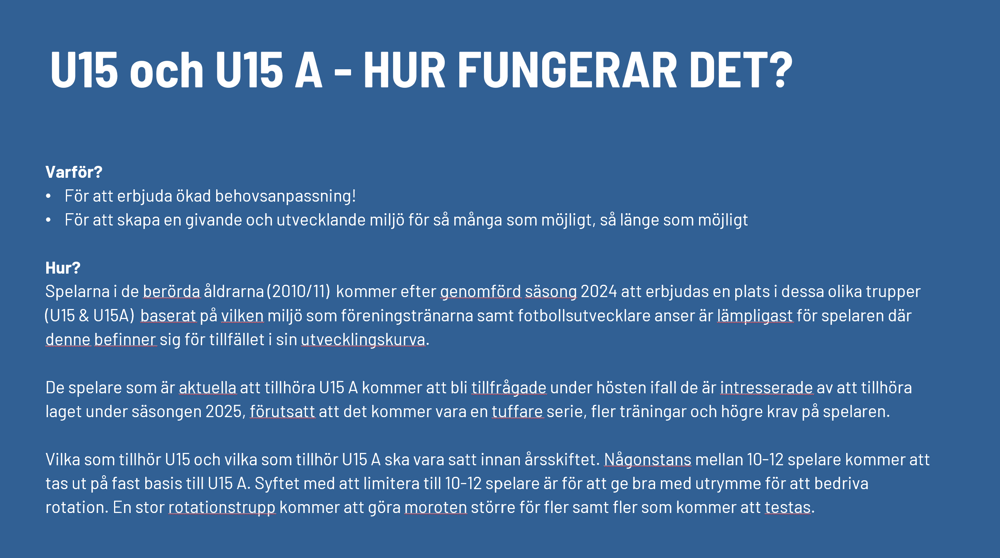 U15 och U15 A - HUR FUNGERAR DET?
Varför?
• För att erbjuda ökad behovsanpassning!
• För att skapa en givande och utvecklande miljö för så många som möjligt, så länge som möjligt
Hur?
Spelarna i de berörda åldrarna (2010/11) kommer efter genomförd säsong 2024 att erbjudas en plats i dessa olika trupper
(U15 & U15A) baserat på vilken miljö som föreningstränarna samt fotbollsutvecklare anser är lämpligast för spelaren där
denne befinner sig för tillfället i sin utvecklingskurva.
De spelare som är aktuella att tillhöra U15 A kommer att bli tillfrågade under hösten ifall de är intresserade av att tillhöra
laget under säsongen 2025, förutsatt att det kommer vara en tuffare serie, fler träningar och högre krav på spelaren.
Vilka som tillhör U15 och vilka som tillhör U15 A ska vara satt innan årsskiftet. Någonstans mellan 10-12 spelare kommer att
tas ut på fast basis till U15 A. Syftet med att limitera till 10-12 spelare är för att ge bra med utrymme för att bedriva
rotation. En stor rotationstrupp kommer att göra moroten större för fler samt fler som kommer att testas.